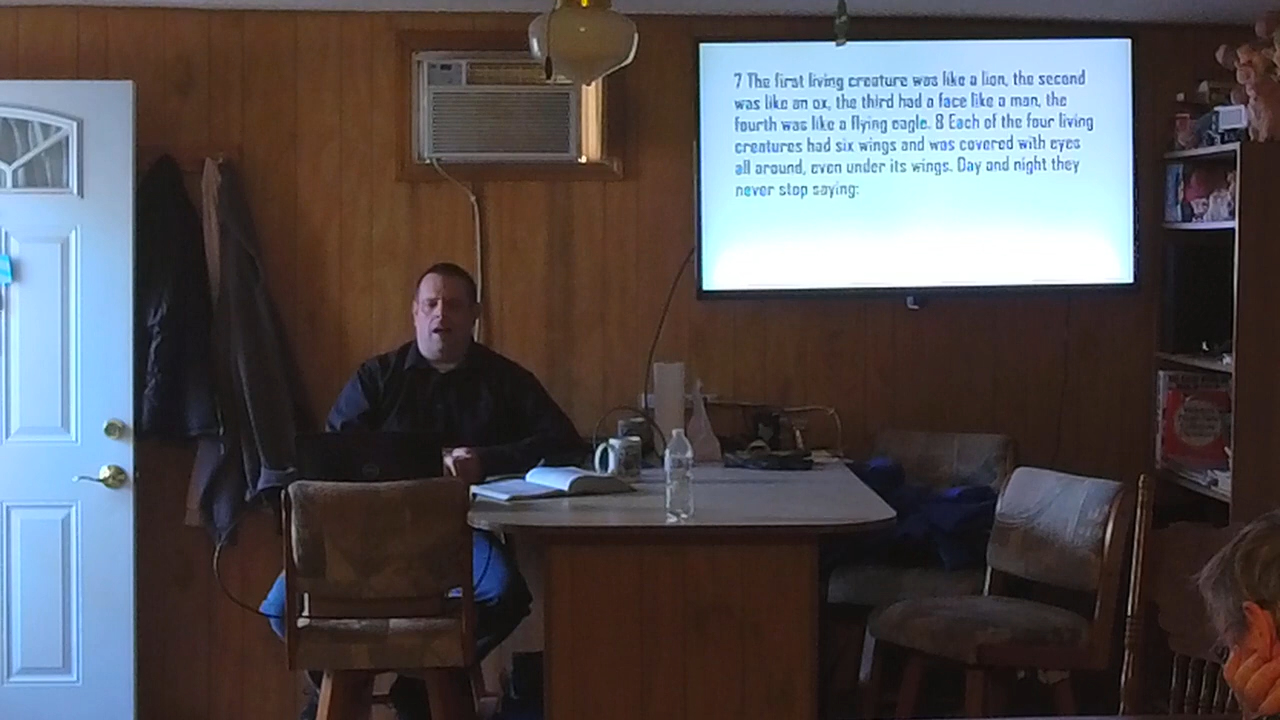 7 The first living creature was like a lion, the second
was like an ox, the third had a face like a man, the
fourth was like a flying eagle. 8 Each of the four living
creatures had six wings and was covered with eyes
all around, even under its wings. Day and night they
never stop saying: